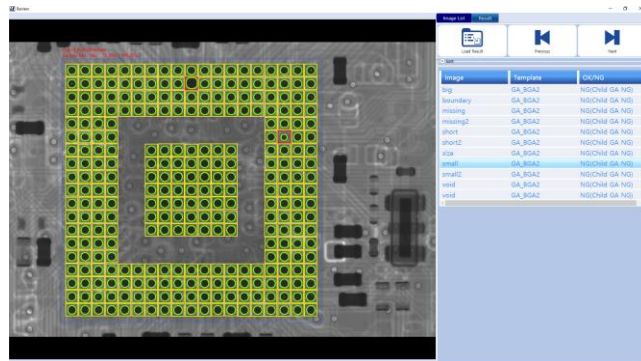 Review
Image List Result
Load Result Previous Next
Sort
Image Template OK/NG
big GA_BGA2 NG(Child GA NG)
boundary GA_BGA2 NG(Child GA NG)
missing GA_BGA2 NG(Child GA NG)
missing2 GA_BGA2 NG(Child GA NG)
short GA_BGA2 NG(Child GA NG)
short2 GA_BGA2 NG(Child GA NG)
size GA_BGA2 NG(Child GA NG)
small GA_BGA2 NG(Child GA NG)
small2 GA_BGA2 NG(Child GA NG)
void GA_BGA2 NG(Child GA NG)
void GA_BGA2 NG(Child GA NG)